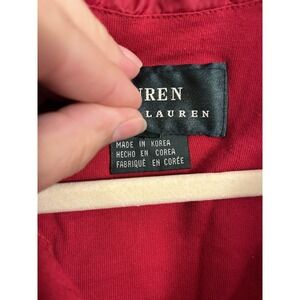 UREN
LAUREN
MADE IN KOREA
HECHO EN COREA
FABRIQUÉ EN CORÉE